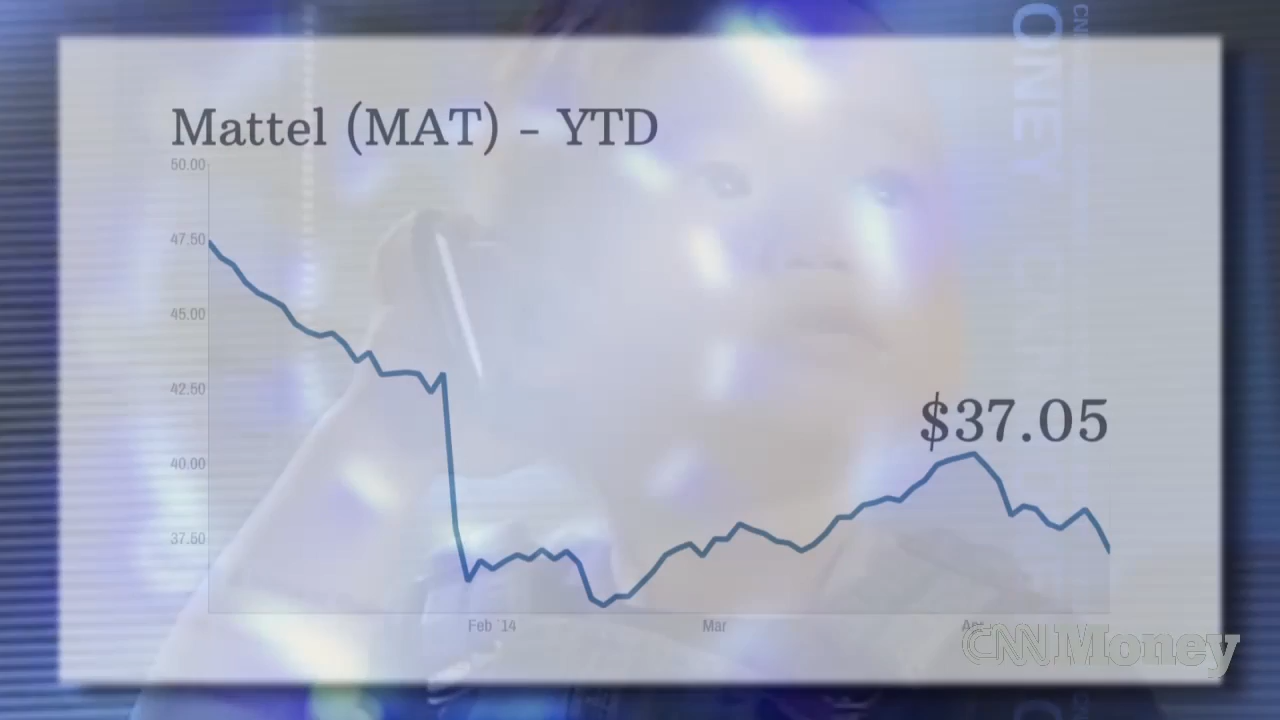 Mattel (MAT) - YTD
50.00
47.50
45.00
42.50
40.00
37.50
$37.05
Feb '14
Mar
CNNMoney
ONEY